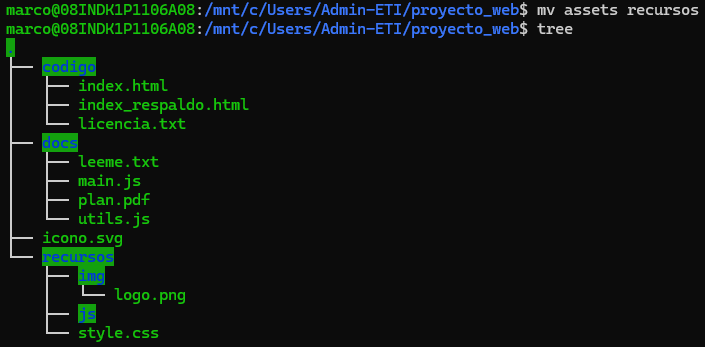 marco@08INDK1P1106A08:/mnt/c/Users/Admin-ETI/proyecto_web$ mv assets recursos
marco@08INDK1P1106A08:/mnt/c/Users/Admin-ETI/proyecto_web$ tree
.
├── codigo
│   ├── index.html
│   ├── index_respaldo.html
│   └── licencia.txt
├── docs
│   ├── leeme.txt
│   ├── main.js
│   ├── plan.pdf
│   └── utils.js
├── icono.svg
└── recursos
    ├── img
    │   └── logo.png
    ├── js
    └── style.css